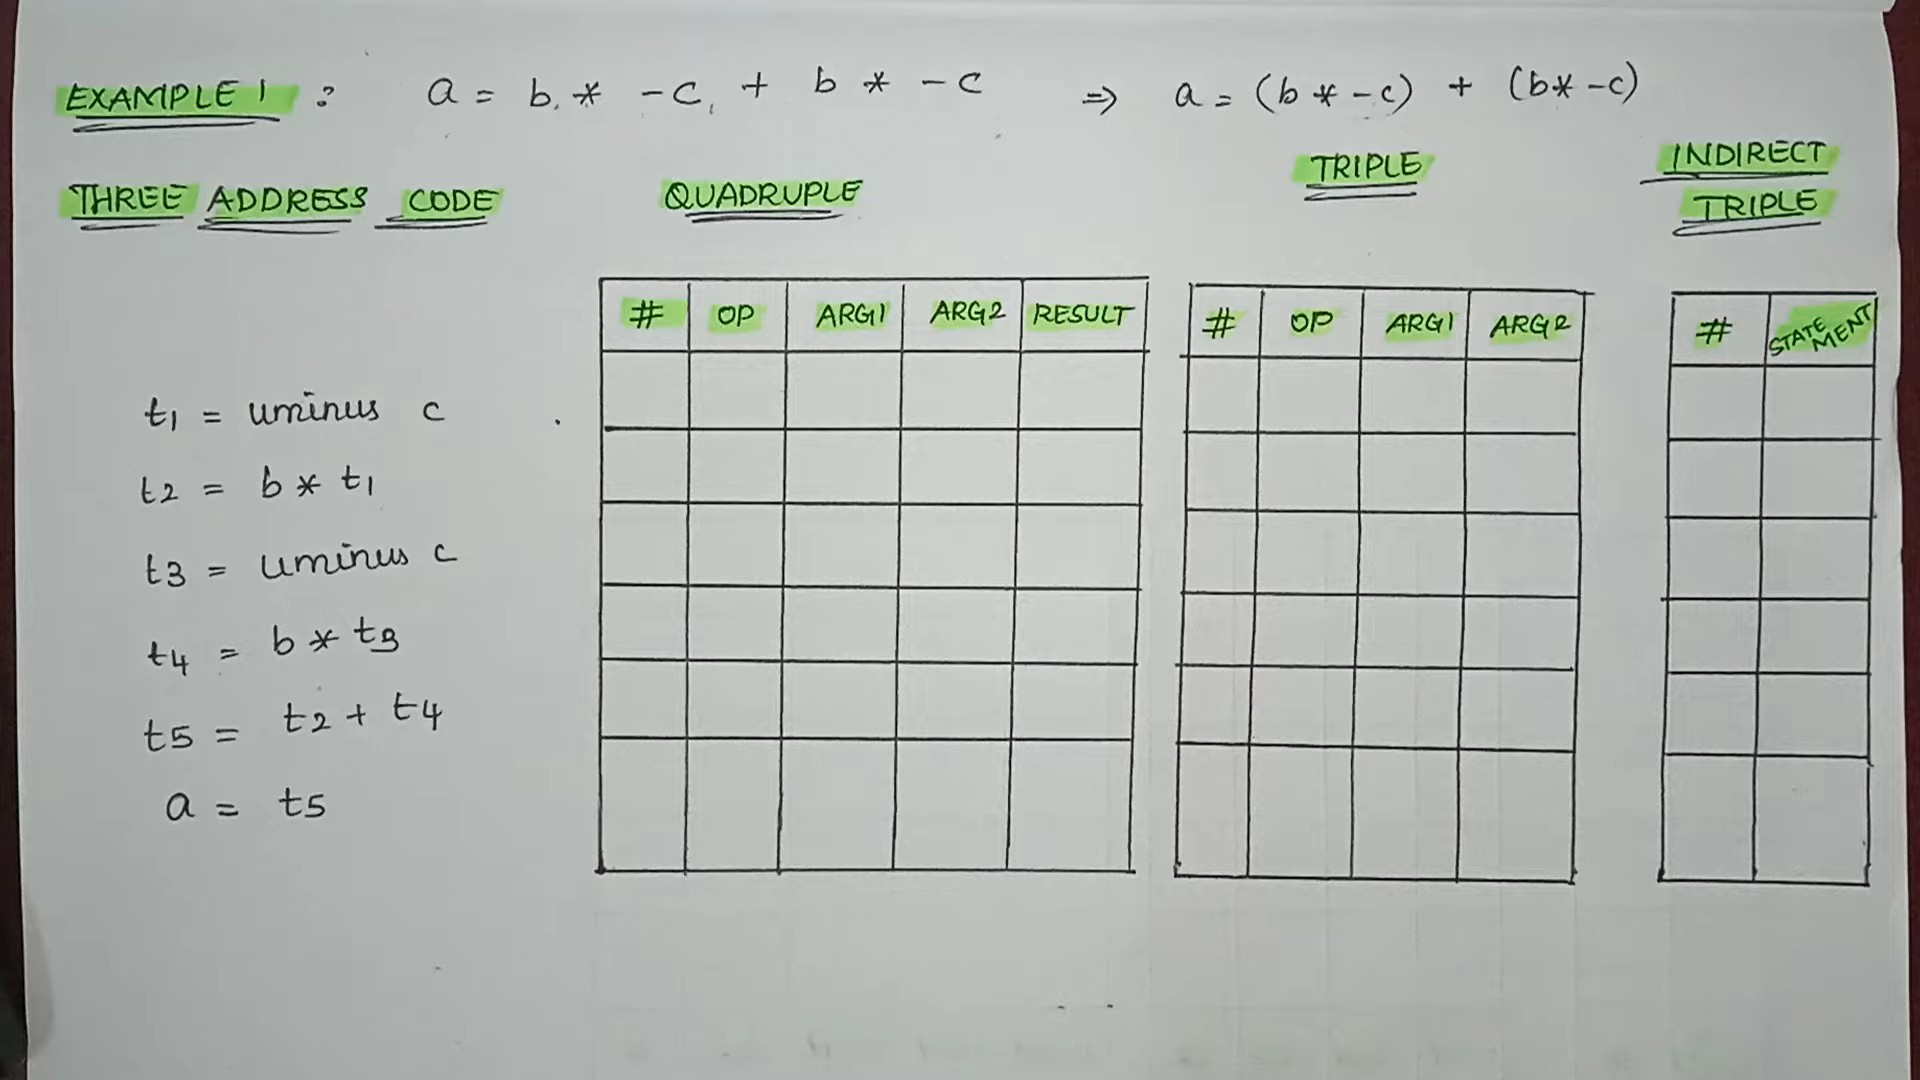 EXAMPLE 1 : a = b * -c + b * -c ⇒ a = (b * -c) + (b* -c)
THREE ADDRESS CODE
QUADRUPLE
TRIPLE
INDIRECT
TRIPLE
# OP ARG1 ARG2 RESULT
# OP ARG1 ARG2
# STATEMENT
t1 = uminus c
t2 = b * t1
t3 = uminus c
t4 = b * t3
t5 = t2 + t4
a = t5